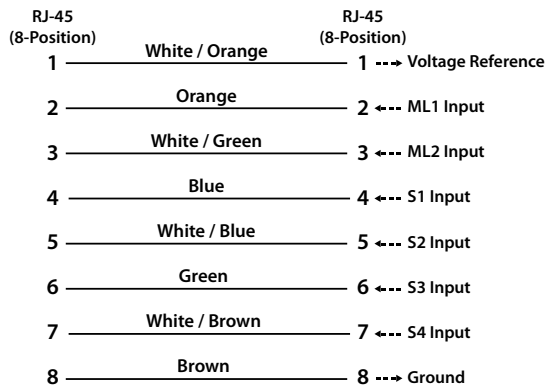 RJ-45 RJ-45
(8-Position) (8-Position)
1 White / Orange 1 Voltage Reference
2 Orange 2 ML1 Input
3 White / Green 3 ML2 Input
4 Blue 4 S1 Input
5 White / Blue 5 S2 Input
6 Green 6 S3 Input
7 White / Brown 7 S4 Input
8 Brown 8 Ground